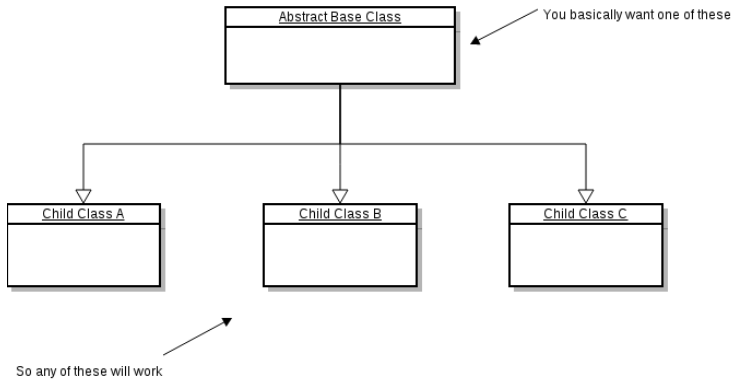 Abstract Base Class
You basically want one of these
Child Class A
Child Class B
Child Class C
So any of these will work